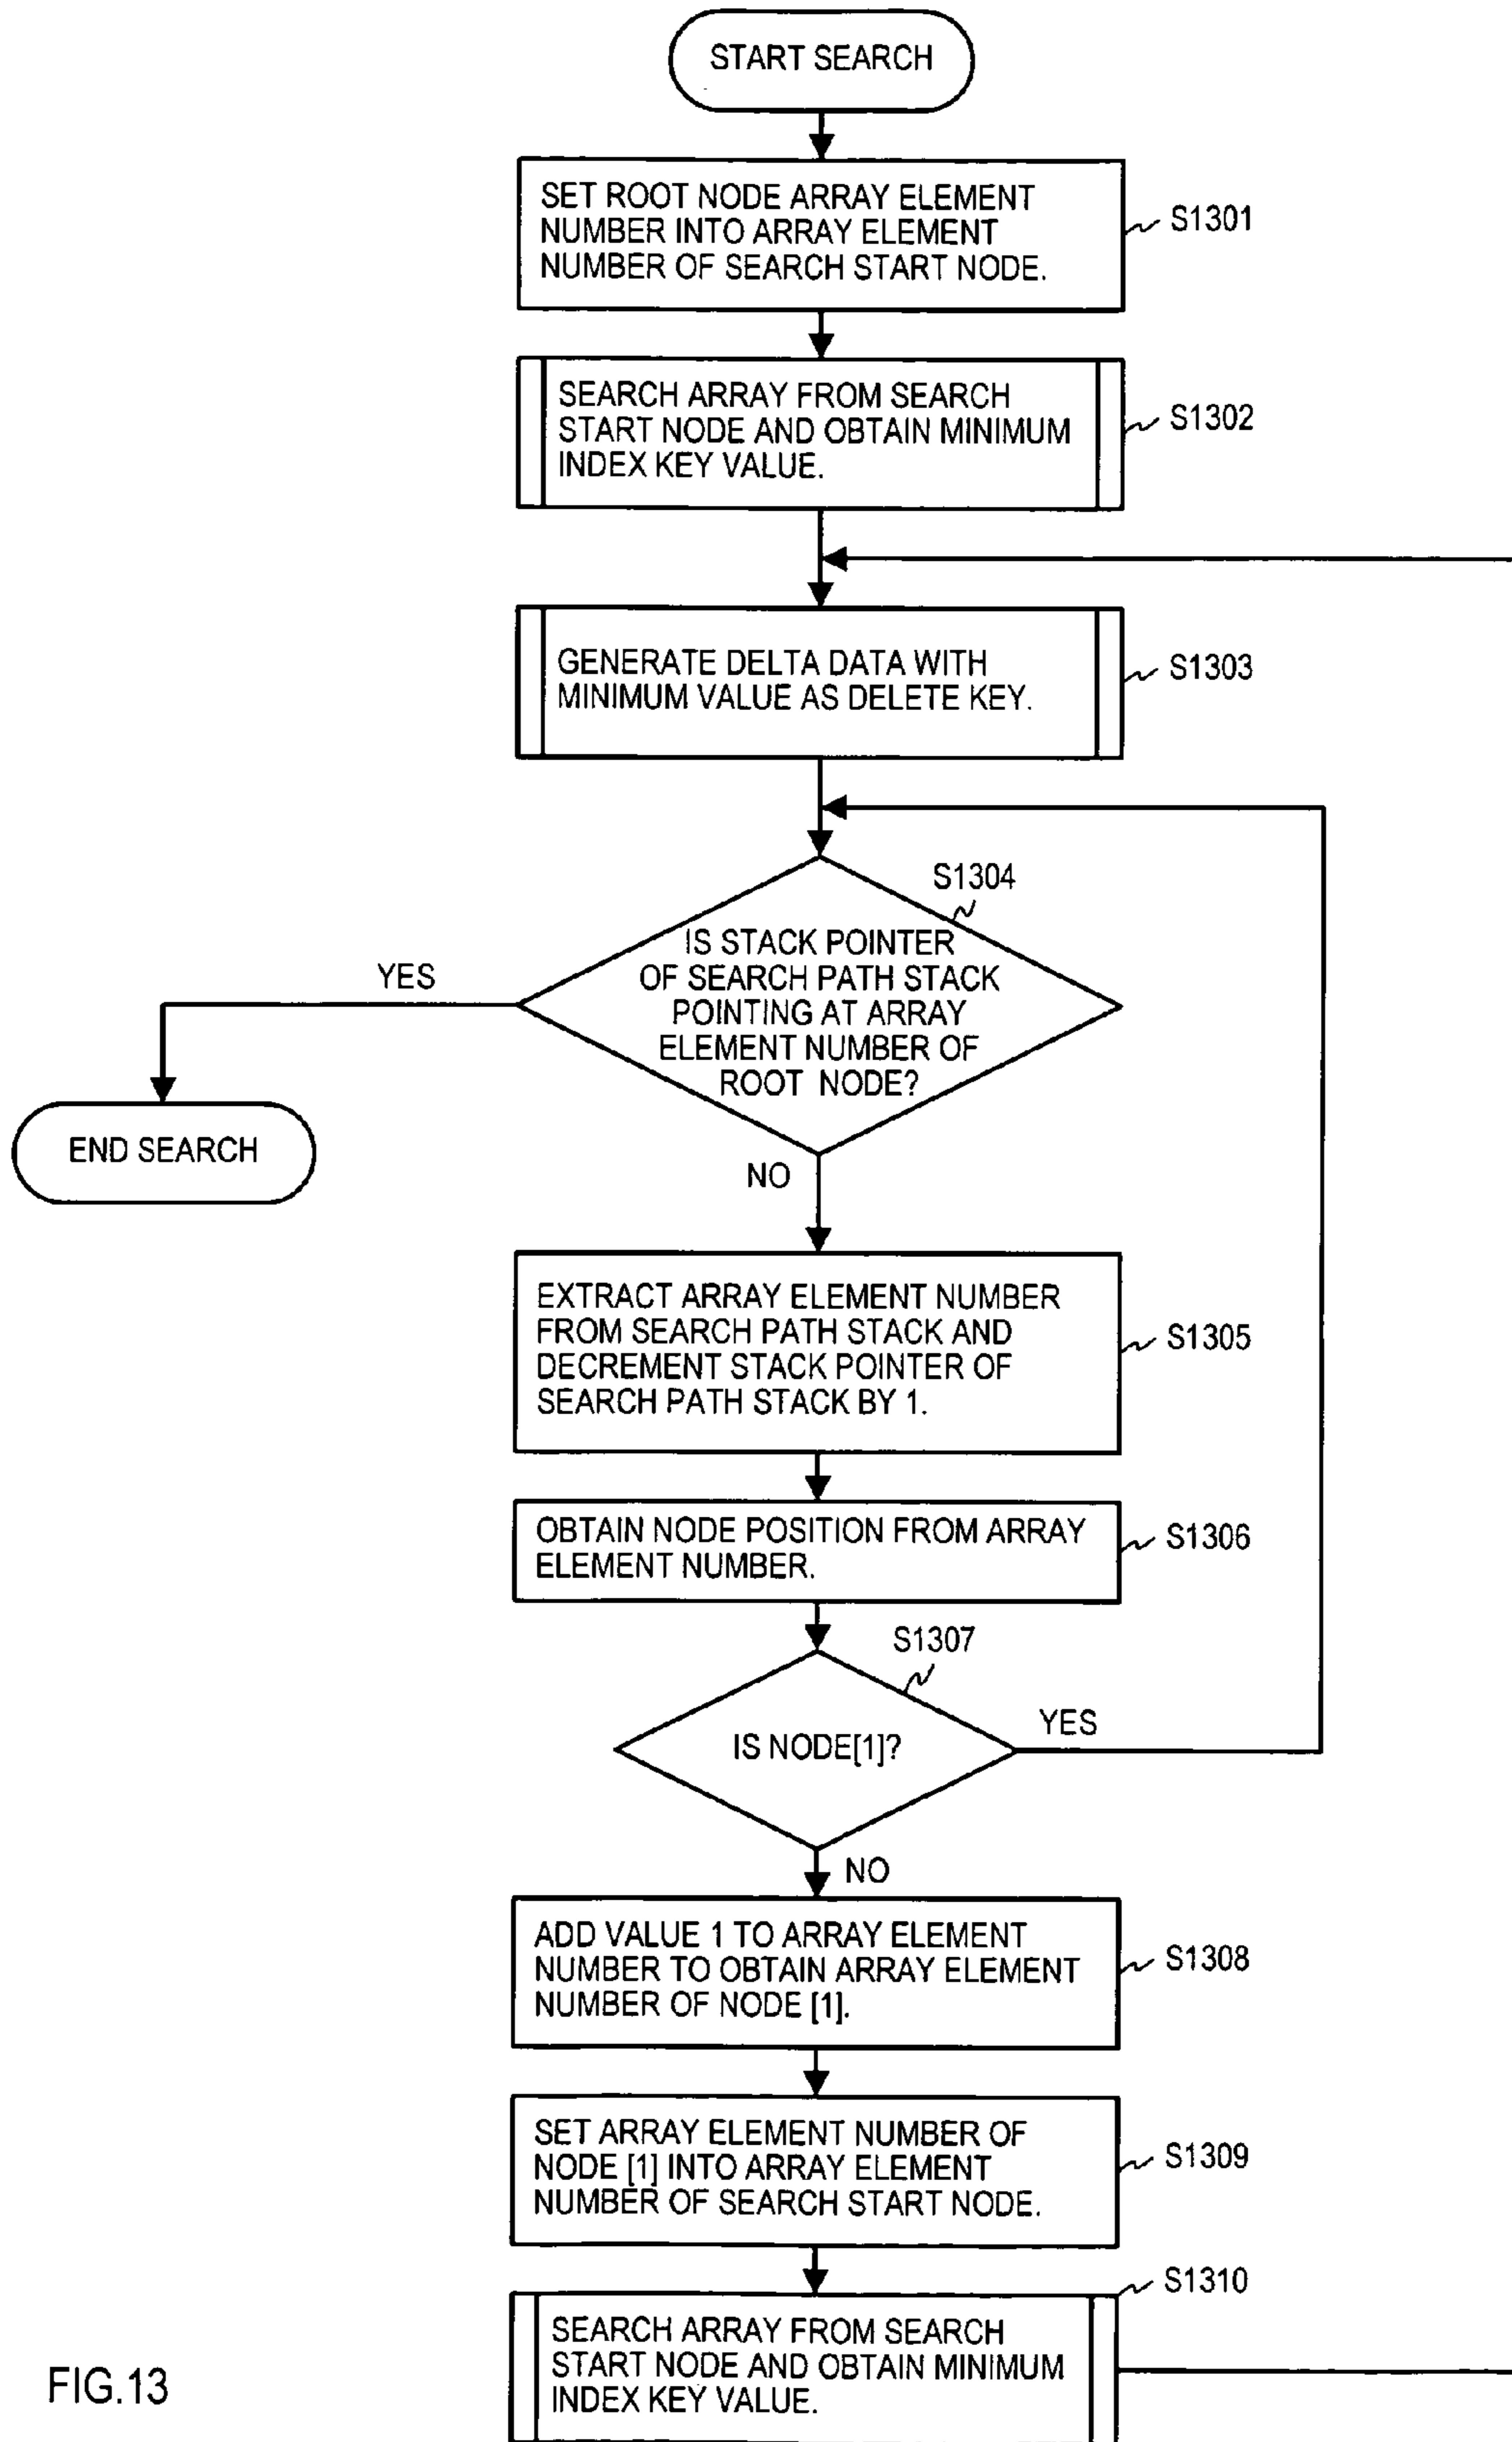 START SEARCH
SET ROOT NODE ARRAY ELEMENT
NUMBER INTO ARRAY ELEMENT
NUMBER OF SEARCH START NODE.
S1301
SEARCH ARRAY FROM SEARCH
START NODE AND OBTAIN MINIMUM
INDEX KEY VALUE.
S1302
GENERATE DELTA DATA WITH
MINIMUM VALUE AS DELETE KEY.
S1303
S1304
IS STACK POINTER
OF SEARCH PATH STACK
POINTING AT ARRAY
ELEMENT NUMBER OF
ROOT NODE?
YES
END SEARCH
NO
EXTRACT ARRAY ELEMENT NUMBER
FROM SEARCH PATH STACK AND
DECREMENT STACK POINTER OF
SEARCH PATH STACK BY 1.
S1305
OBTAIN NODE POSITION FROM ARRAY
ELEMENT NUMBER.
S1306
S1307
IS NODE[1]?
YES
NO
ADD VALUE 1 TO ARRAY ELEMENT
NUMBER TO OBTAIN ARRAY ELEMENT
NUMBER OF NODE [1].
S1308
SET ARRAY ELEMENT NUMBER OF
NODE [1] INTO ARRAY ELEMENT
NUMBER OF SEARCH START NODE.
S1309
S1310
SEARCH ARRAY FROM SEARCH
START NODE AND OBTAIN MINIMUM
INDEX KEY VALUE.
FIG.13